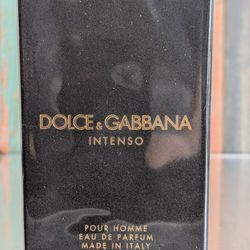 DOLCE & GABBANA
INTENSO
POUR HOMME
EAU DE PARFUM
MADE IN ITALY